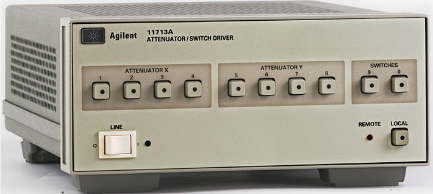 Agilent 11713A
ATTENUATOR/SWITCH DRIVER
ATTENUATOR X ATTENUATOR Y SWITCHES
1 2 3 4 5 6 7 8 9 0
LINE
REMOTE LOCAL
O I